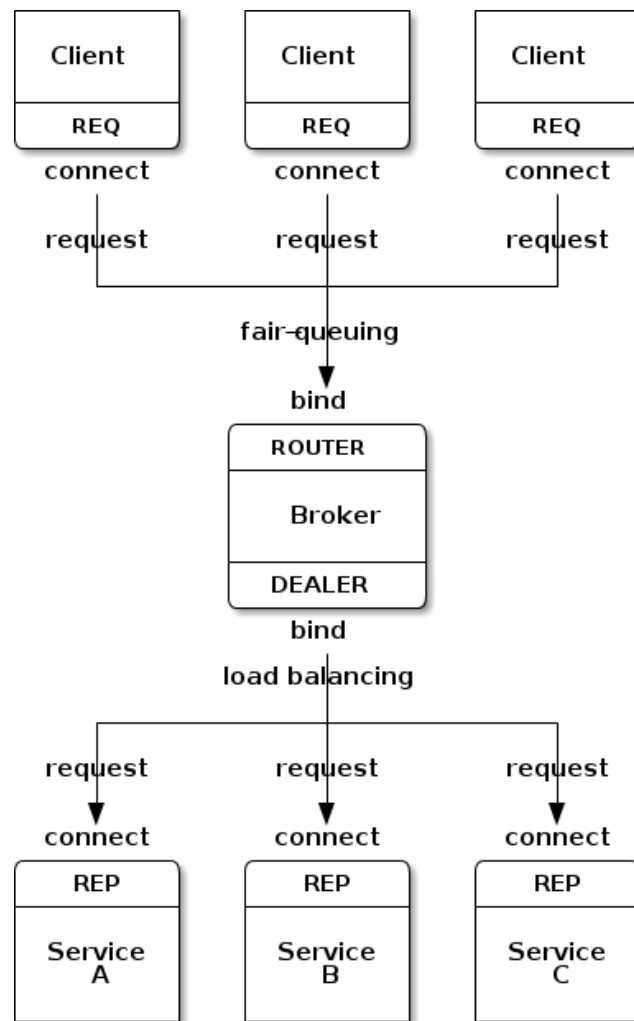 Client Client Client
REQ REQ REQ
connect connect connect
request request request
fair-queuing
bind
ROUTER
Broker
DEALER
bind
load balancing
request request request
connect connect connect
REP REP REP
Service Service Service
A B C